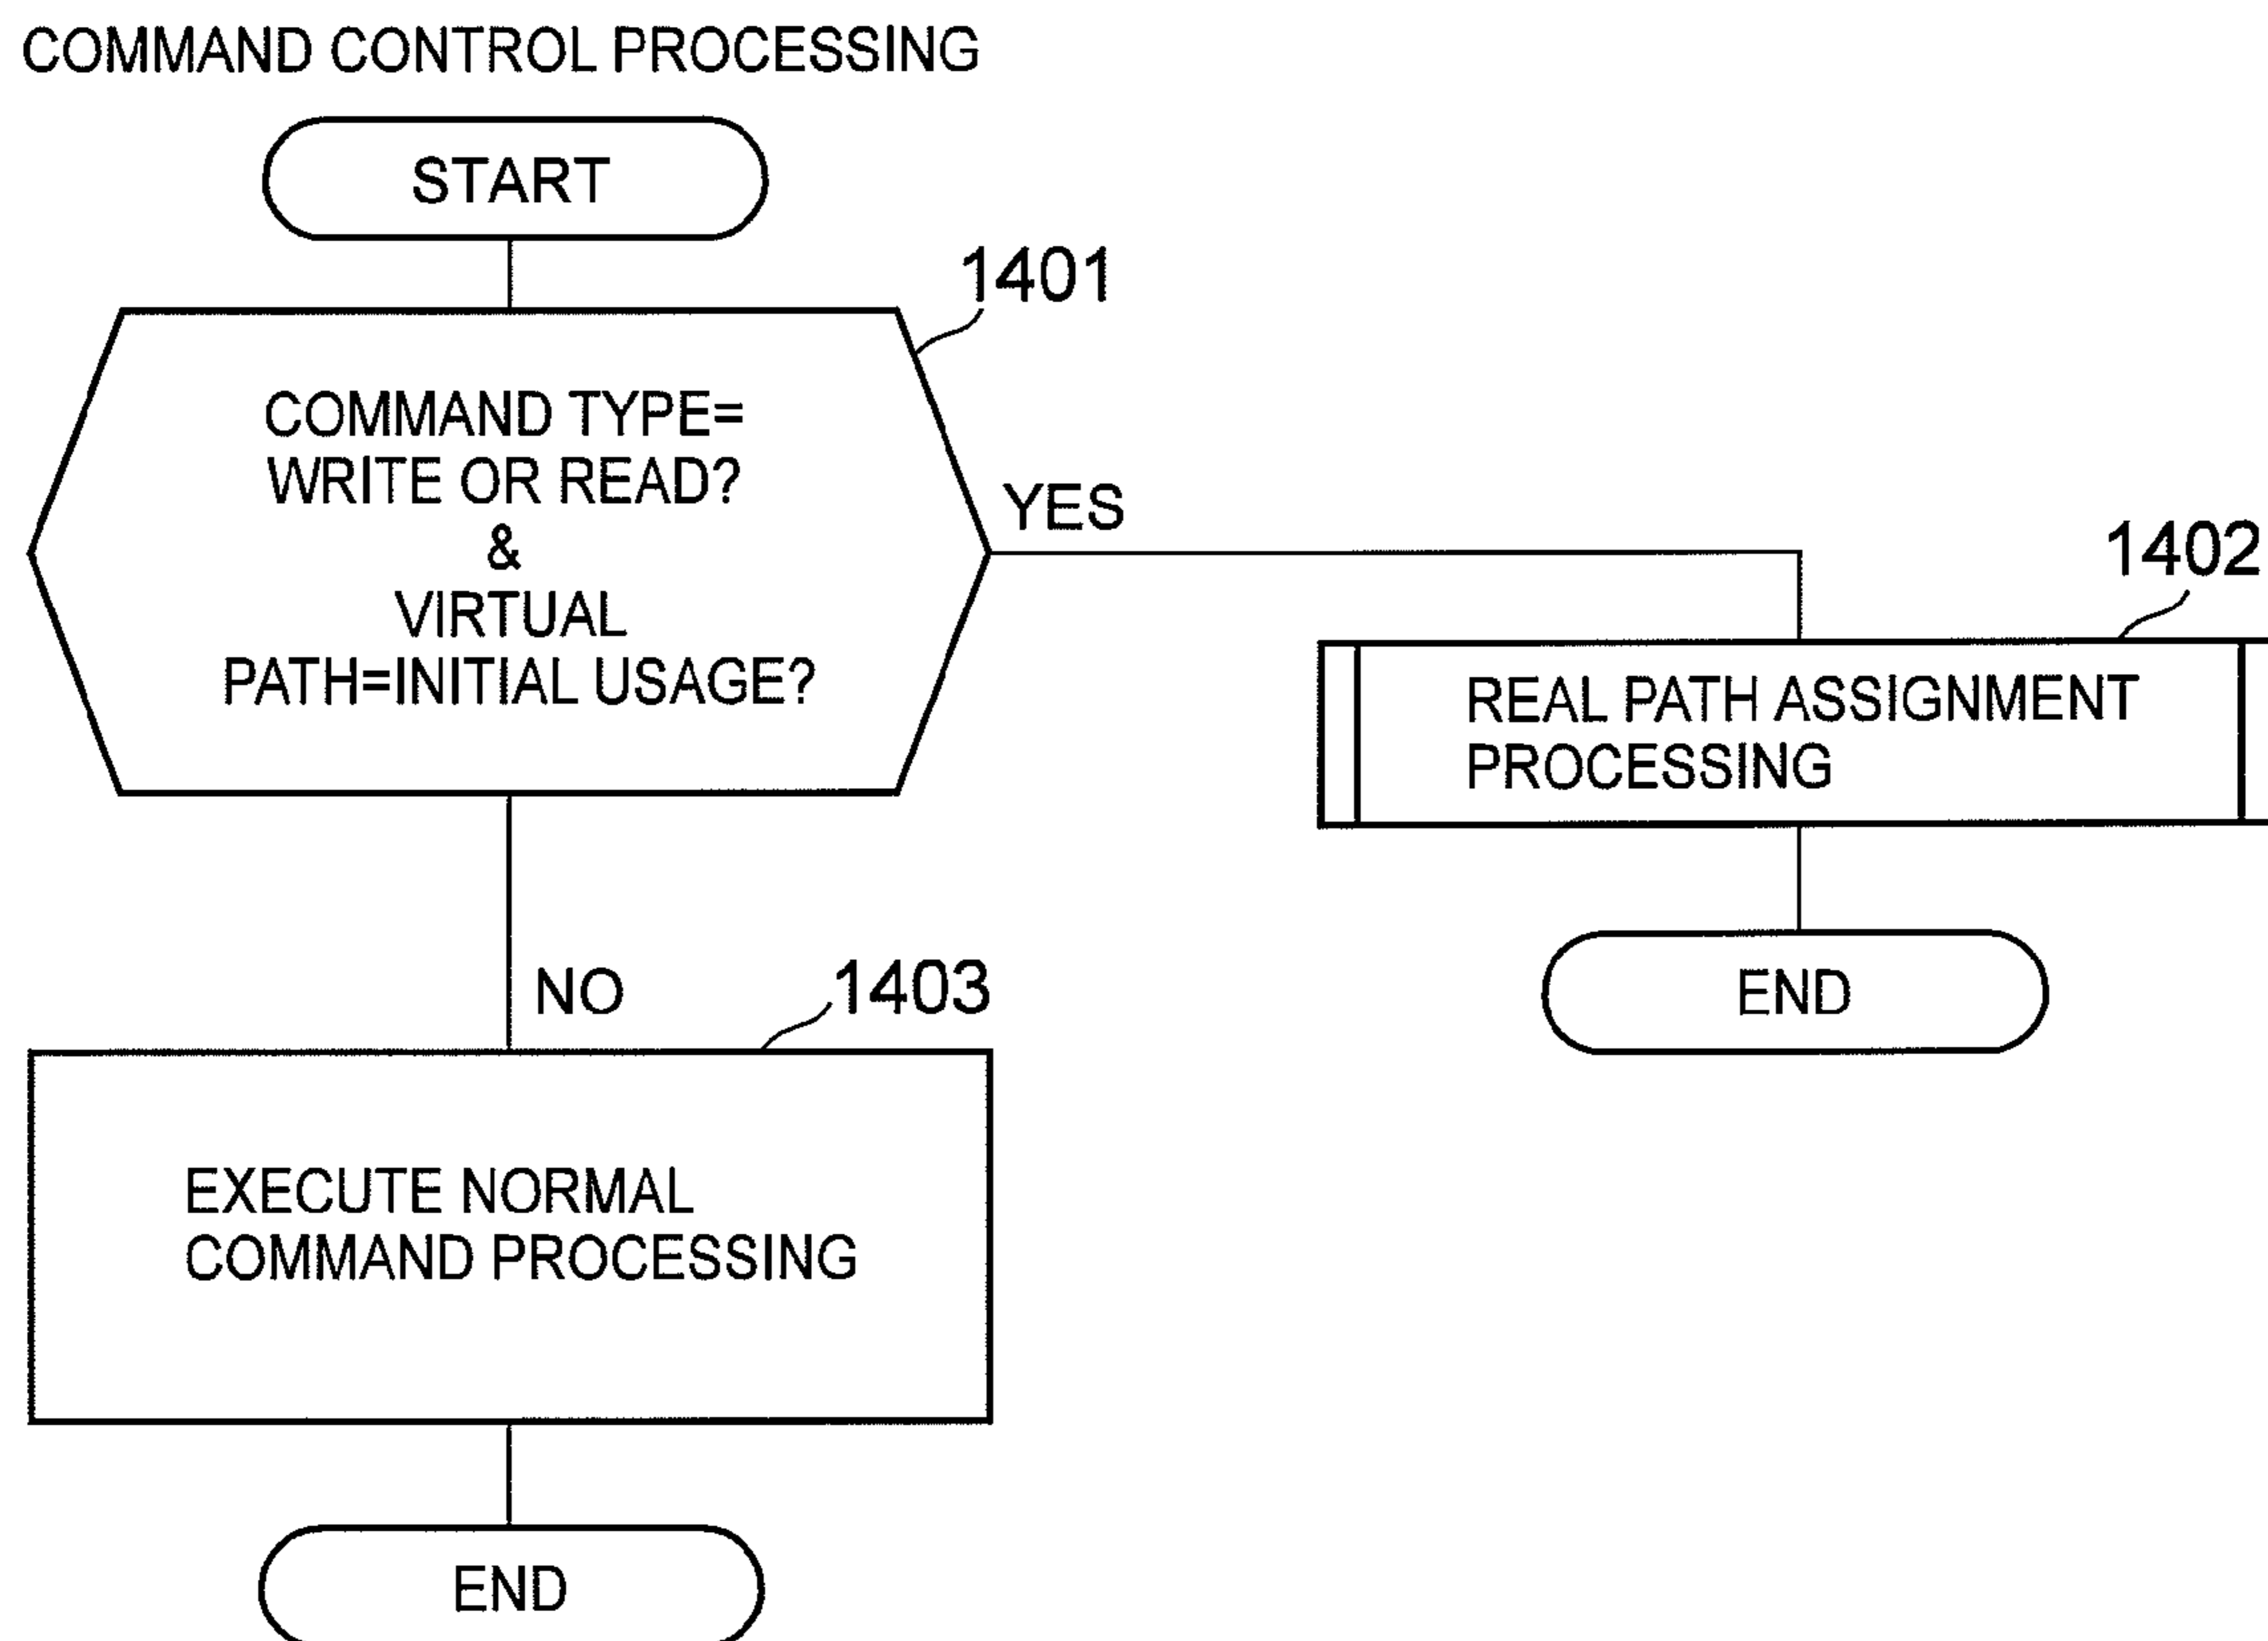 COMMAND CONTROL PROCESSING
START
1401
COMMAND TYPE=
WRITE OR READ?
&
VIRTUAL
PATH=INITIAL USAGE?
YES
1402
REAL PATH ASSIGNMENT
PROCESSING
END
NO
1403
EXECUTE NORMAL
COMMAND PROCESSING
END